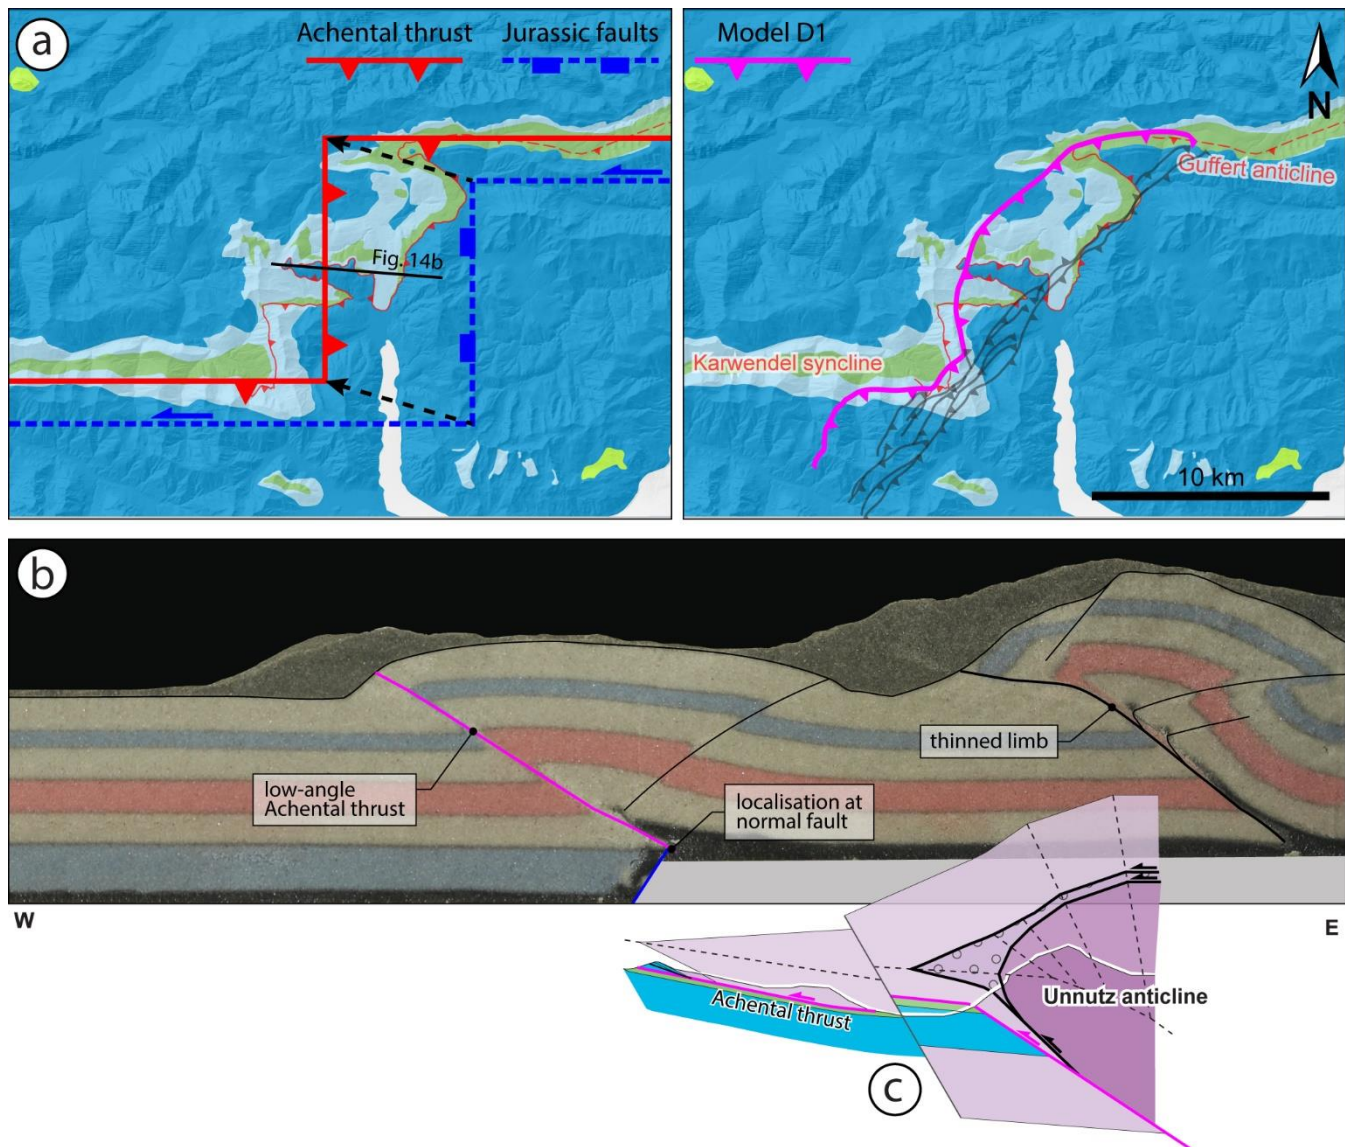 a
Achental thrust
Jurassic faults
Fig. 14b
Model D1
N
Guffert anticline
Karwendel syncline
10 km
b
low-angle
Achental thrust
thinned limb
localisation at
normal fault
W
E
Achental thrust
Unnutz anticline
c